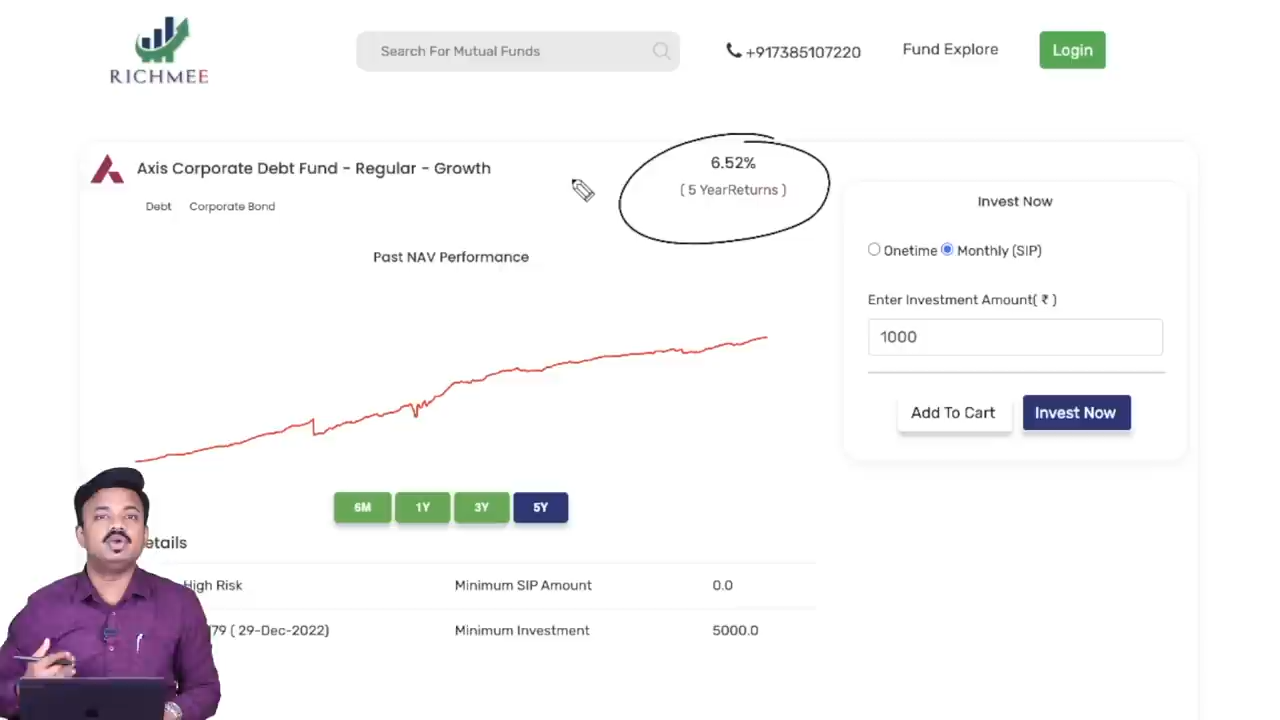 RICHMEE
Search For Mutual Funds
+917385107220
Fund Explore
Login
Axis Corporate Debt Fund - Regular - Growth
Debt Corporate Bond
6.52%
( 5 YearReturns )
Past NAV Performance
6M 1Y 3Y 5Y
Invest Now
Onetime Monthly (SIP)
Enter Investment Amount( ₹ )
1000
Add To Cart Invest Now
High Risk Minimum SIP Amount 0.0
( 29-Dec-2022) Minimum Investment 5000.0